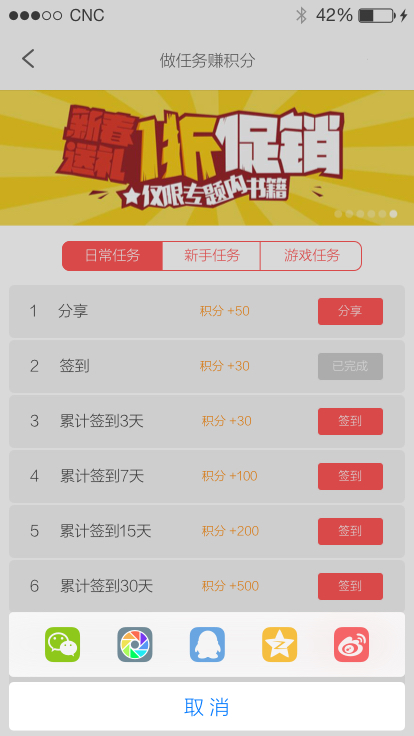 CNC 42%
做任务赚积分
新春送礼 1折促销
仅限专题内书籍
日常任务 新手任务 游戏任务
1 分享 积分 +50 分享
2 签到 积分 +30 已完成
3 累计签到3天 积分 +30 签到
4 累计签到7天 积分 +100 签到
5 累计签到15天 积分 +200 签到
6 累计签到30天 积分 +500 签到
取消